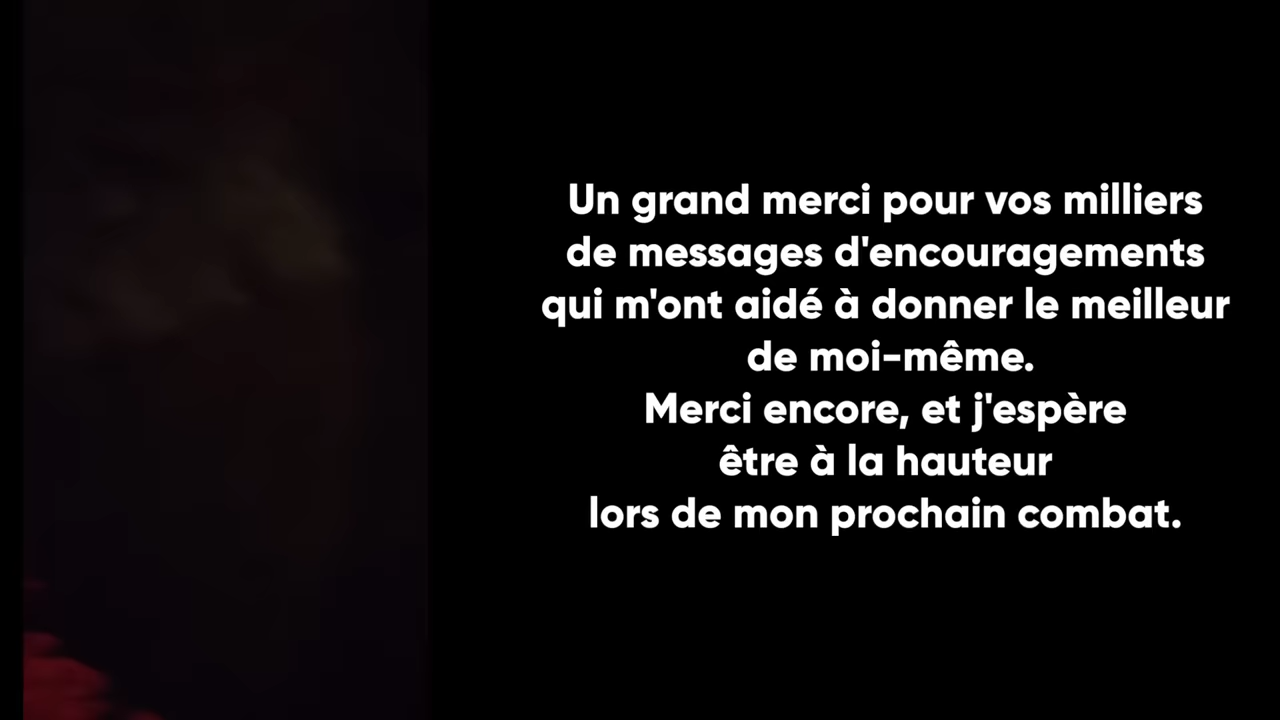 Un grand merci pour vos milliers
de messages d'encouragements
qui m'ont aidé à donner le meilleur
de moi-même.
Merci encore, et j'espère
être à la hauteur
lors de mon prochain combat.